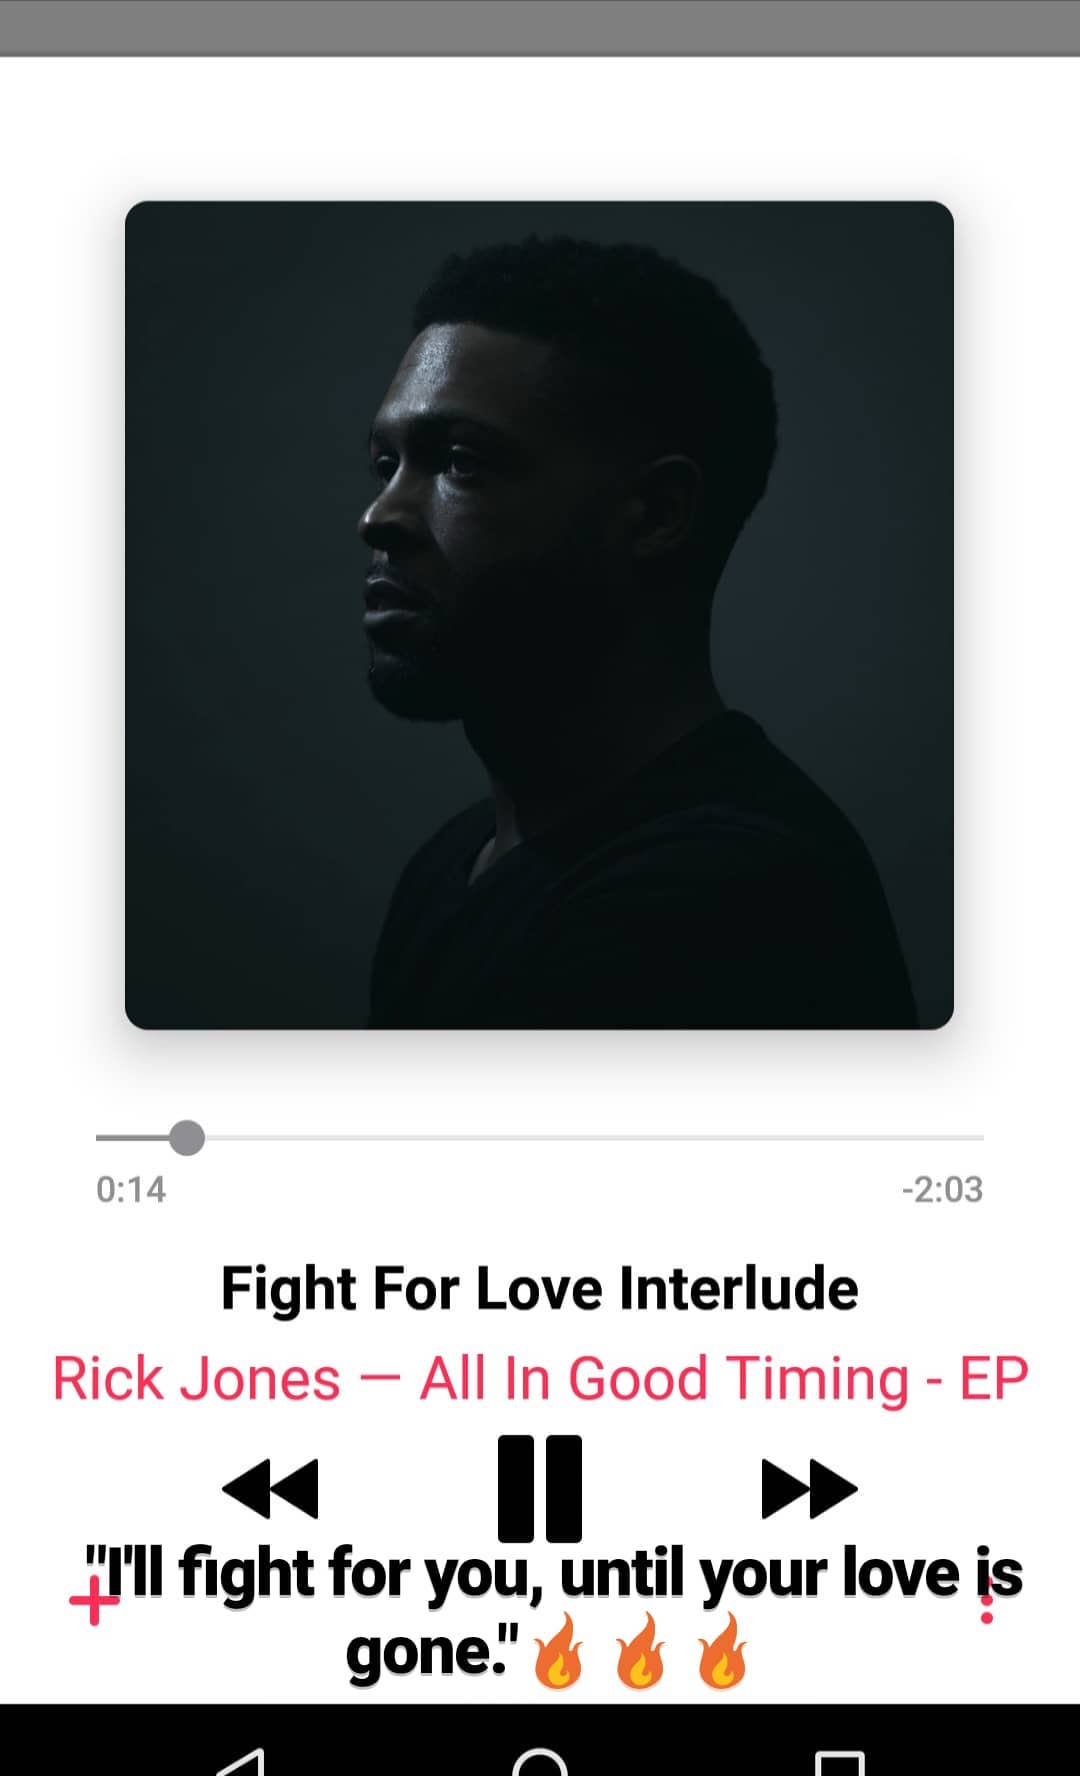 0:14
-2:03
Fight For Love Interlude
Rick Jones — All In Good Timing - EP
"I'll fight for you, until your love is
gone."🔥🔥🔥